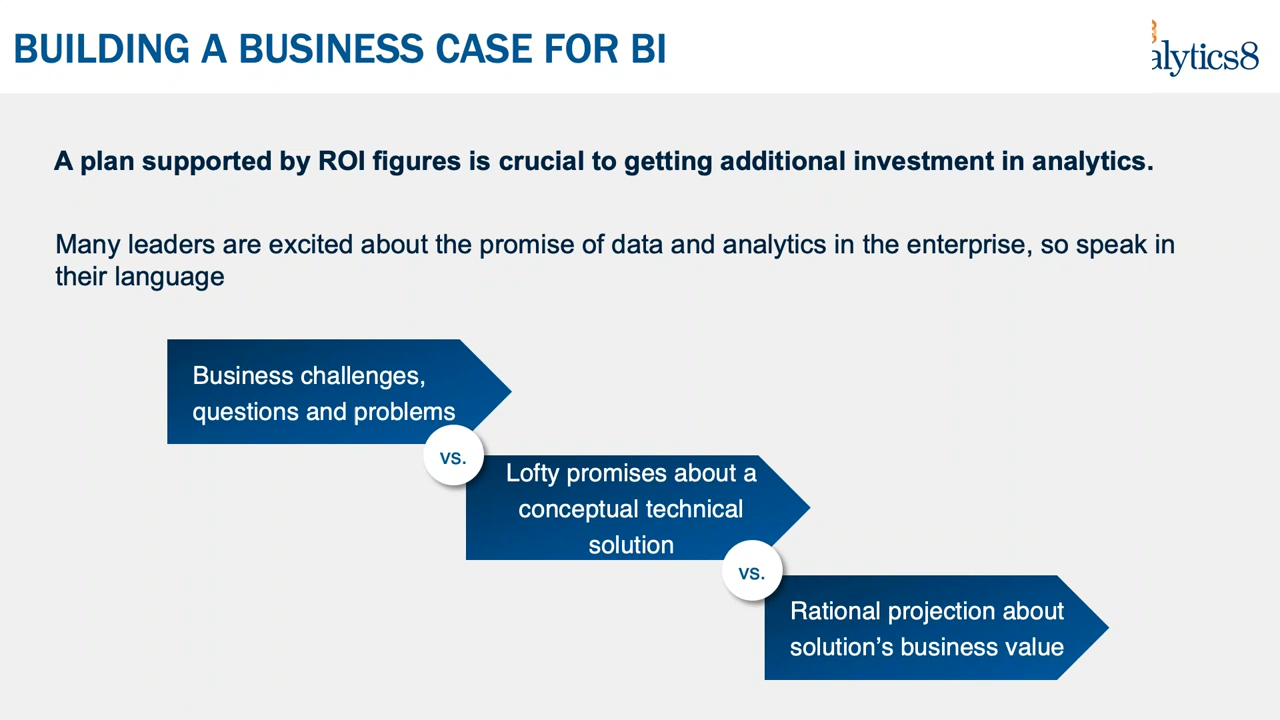 BUILDING A BUSINESS CASE FOR BI
alytics8
A plan supported by ROI figures is crucial to getting additional investment in analytics.
Many leaders are excited about the promise of data and analytics in the enterprise, so speak in
their language
Business challenges,
questions and problems
vs.
Lofty promises about a
conceptual technical
solution
vs.
Rational projection about
solution’s business value